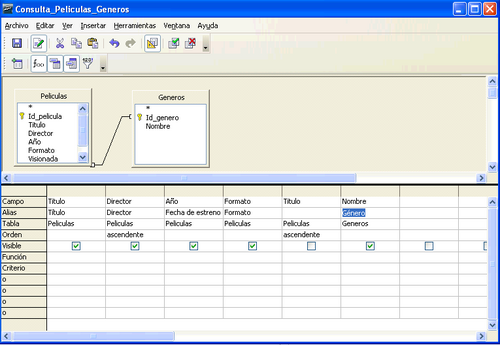 Consulta_Peliculas_Generos
Archivo Editar Ver Insertar Herramientas Ventana Ayuda
f(x)
Peliculas
*
Id_pelicula
Titulo
Director
Año
Formato
Visionada
Generos
*
Id_genero
Nombre
Campo Titulo Director Año Formato Titulo Nombre
Alias Titulo Director Fecha de estreno Formato Género
Tabla Peliculas Peliculas Peliculas Peliculas Peliculas Generos
Orden ascendente ascendente
Visible
Función
Criterio
o
o
o
o